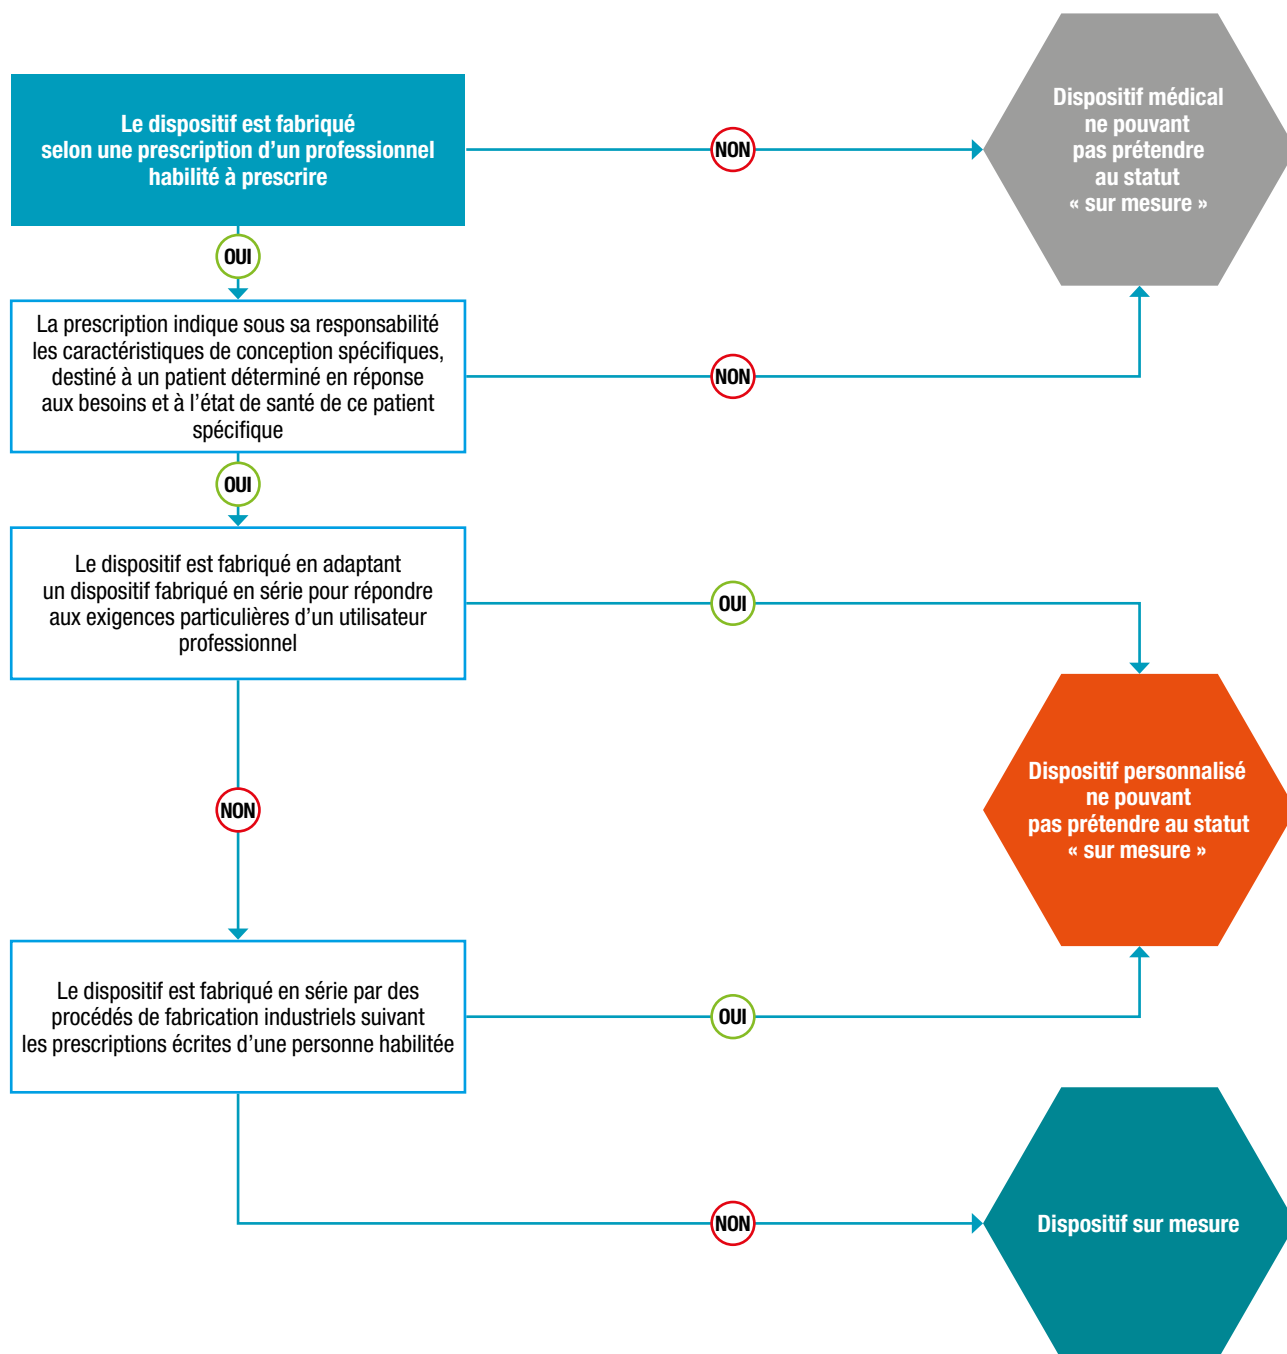 Le dispositif est fabriqué
selon une prescription d’un professionnel
habilité à prescrire
NON
Dispositif médical
ne pouvant
pas prétendre
au statut
« sur mesure »
OUI
La prescription indique sous sa responsabilité
les caractéristiques de conception spécifiques,
destiné à un patient déterminé en réponse
aux besoins et à l’état de santé de ce patient
spécifique
NON
OUI
Le dispositif est fabriqué en adaptant
un dispositif fabriqué en série pour répondre
aux exigences particulières d’un utilisateur
professionnel
OUI
Dispositif personnalisé
ne pouvant
pas prétendre au statut
« sur mesure »
NON
Le dispositif est fabriqué en série par des
procédés de fabrication industriels suivant
les prescriptions écrites d’une personne habilitée
OUI
NON
Dispositif sur mesure